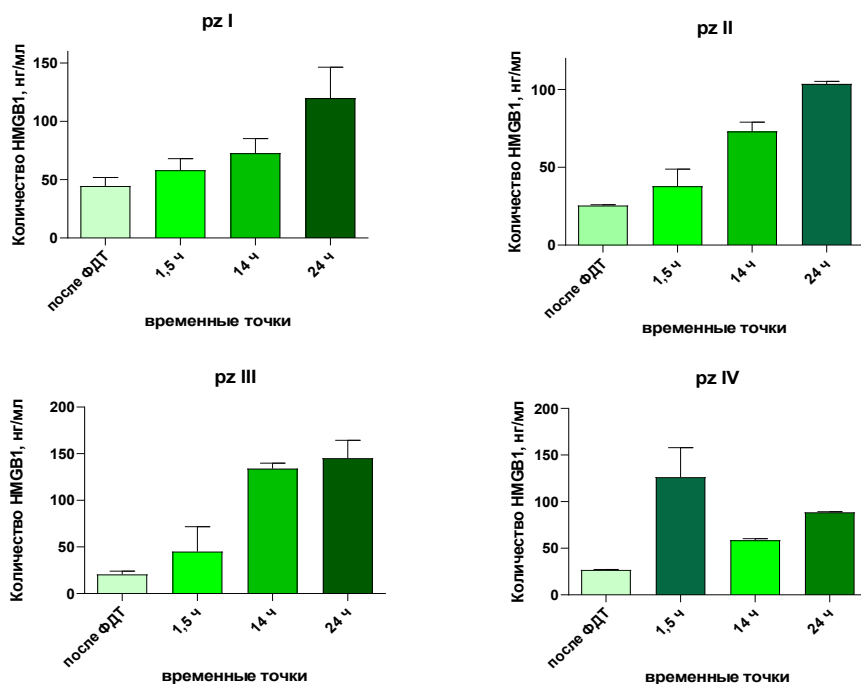 pz I
Количество HMGB1, нг/мл
150
100
50
0
после ФДТ
1,5 ч
14 ч
24 ч
временные точки
pz II
Количество HMGB1, нг/мл
100
50
0
после ФДТ
1,5 ч
14 ч
24 ч
временные точки
pz III
Количество HMGB1, нг/мл
200
150
100
50
0
после ФДТ
1,5 ч
14 ч
24 ч
временные точки
pz IV
Количество HMGB1, нг/мл
200
150
100
50
0
после ФДТ
1,5 ч
14 ч
24 ч
временные точки